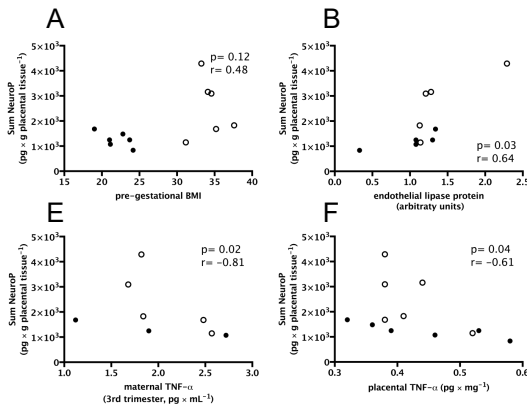 A
B
5×10³
4×10³
3×10³
2×10³
1×10³
0
Sum NeuroP
(pg × g placental tissue⁻¹)
p= 0.12
r= 0.48
15 20 25 30 35 40
pre-gestational BMI
5×10³
4×10³
3×10³
2×10³
1×10³
0
Sum NeuroP
(pg × g placental tissue⁻¹)
p= 0.03
r= 0.64
0.0 0.5 1.0 1.5 2.0 2.5
endothelial lipase protein
(arbitraty units)
E
F
5×10³
4×10³
3×10³
2×10³
1×10³
0
Sum NeuroP
(pg × g placental tissue⁻¹)
p= 0.02
r= −0.81
1.0 1.5 2.0 2.5 3.0
maternal TNF-α
(3rd trimester, pg × mL⁻¹)
5×10³
4×10³
3×10³
2×10³
1×10³
0
Sum NeuroP
(pg × g placental tissue⁻¹)
p= 0.04
r= −0.61
0.3 0.4 0.5 0.6
placental TNF-α (pg × mg⁻¹)